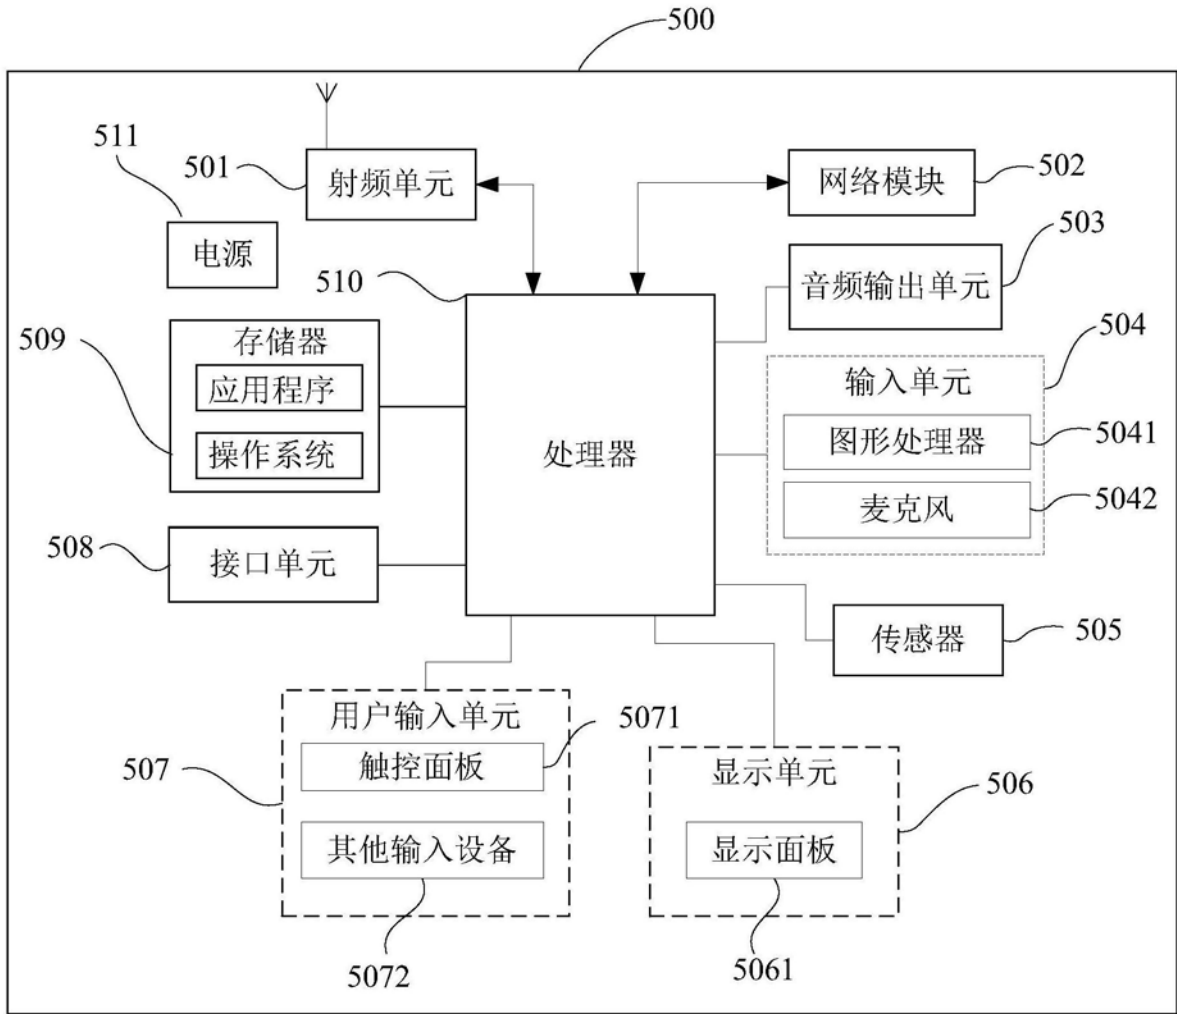 500
511
501
射频单元
网络模块
502
电源
510
音频输出单元
503
509
存储器
应用程序
操作系统
处理器
504
输入单元
图形处理器
5041
麦克风
5042
508
接口单元
传感器
505
507
用户输入单元
5071
触控面板
其他输入设备
5072
显示单元
506
显示面板
5061